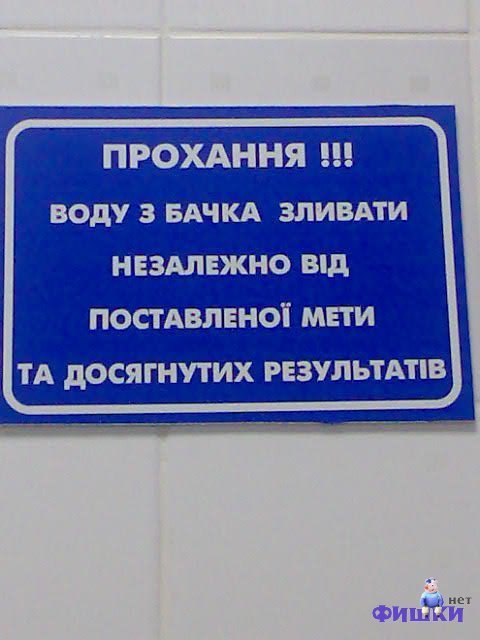 ПРОХАННЯ !!!
ВОДУ З БАЧКА ЗЛИВАТИ
НЕЗАЛЕЖНО ВІД
ПОСТАВЛЕНОЇ МЕТИ
ТА ДОСЯГНУТИХ РЕЗУЛЬТАТІВ
нет
ФИШКИ